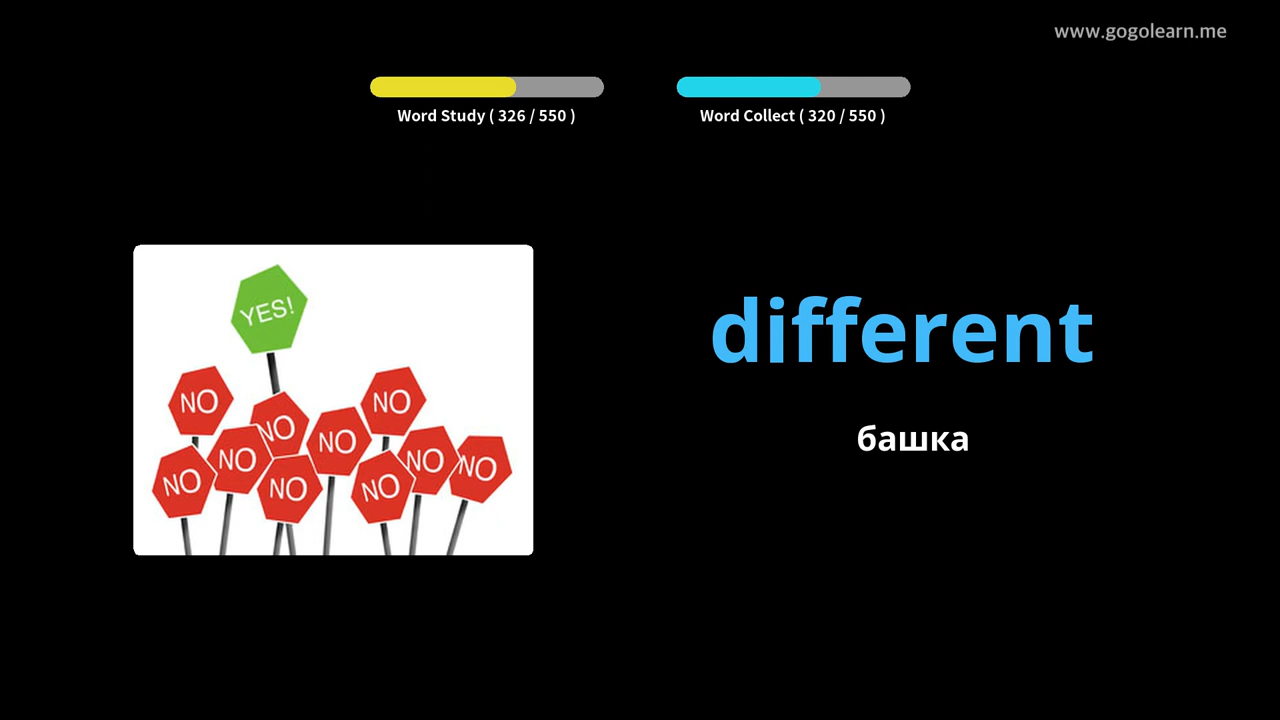 www.gogolearn.me
Word Study ( 326 / 550 )
Word Collect ( 320 / 550 )
YES!
NO
NO
NO
NO
NO
NO
NO
NO
NO
NO
different
башка